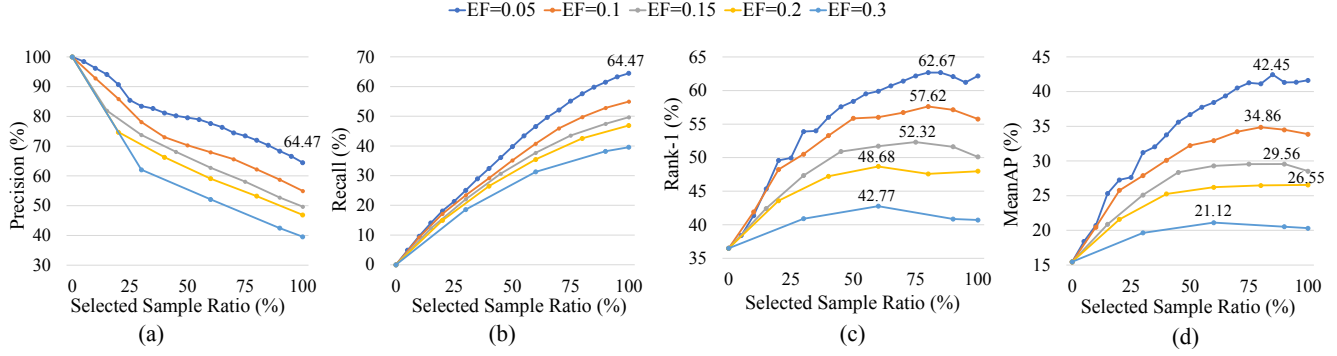 EF=0.05 EF=0.1 EF=0.15 EF=0.2 EF=0.3
Precision (%)
100
90
80
70
60
50
40
30
64.47
0 25 50 75 100
Selected Sample Ratio (%)
(a)
Recall (%)
70
60
50
40
30
20
10
0
64.47
0 25 50 75 100
Selected Sample Ratio (%)
(b)
Rank-1 (%)
65
60
55
50
45
40
35
62.67
57.62
52.32
48.68
42.77
0 25 50 75 100
Selected Sample Ratio (%)
(c)
MeanAP (%)
45
40
35
30
25
20
15
42.45
34.86
29.56
26.55
21.12
0 25 50 75 100
Selected Sample Ratio (%)
(d)